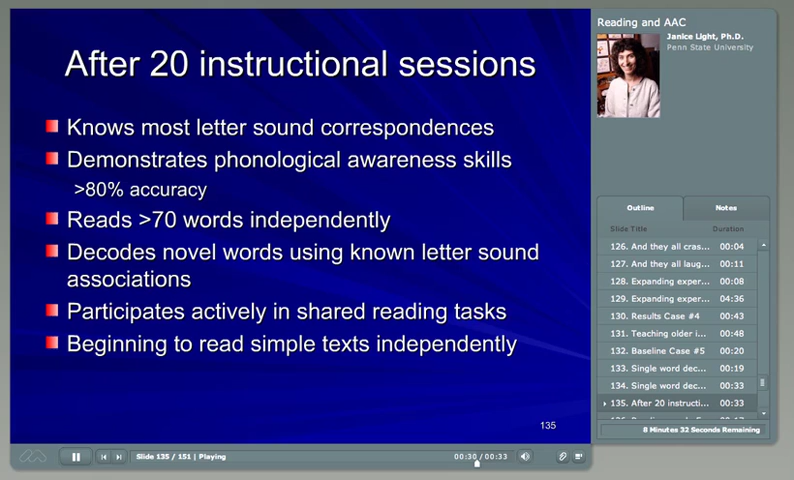 After 20 instructional sessions
Knows most letter sound correspondences
Demonstrates phonological awareness skills
>80% accuracy
Reads >70 words independently
Decodes novel words using known letter sound
associations
Participates actively in shared reading tasks
Beginning to read simple texts independently
135
Slide 135 / 151 | Playing
00:30 / 00:33
Reading and AAC
Janice Light, Ph.D.
Penn State University
Outline
Notes
Slide Title Duration
126. And they all cras... 00:04
127. And they all laug... 00:11
128. Expanding exper... 00:08
129. Expanding exper... 04:36
130. Results Case #4 00:43
131. Teaching older i... 00:48
132. Baseline Case #5 00:20
133. Single word dec... 00:19
134. Single word dec... 00:33
135. After 20 instructi... 00:33
8 Minutes 32 Seconds Remaining